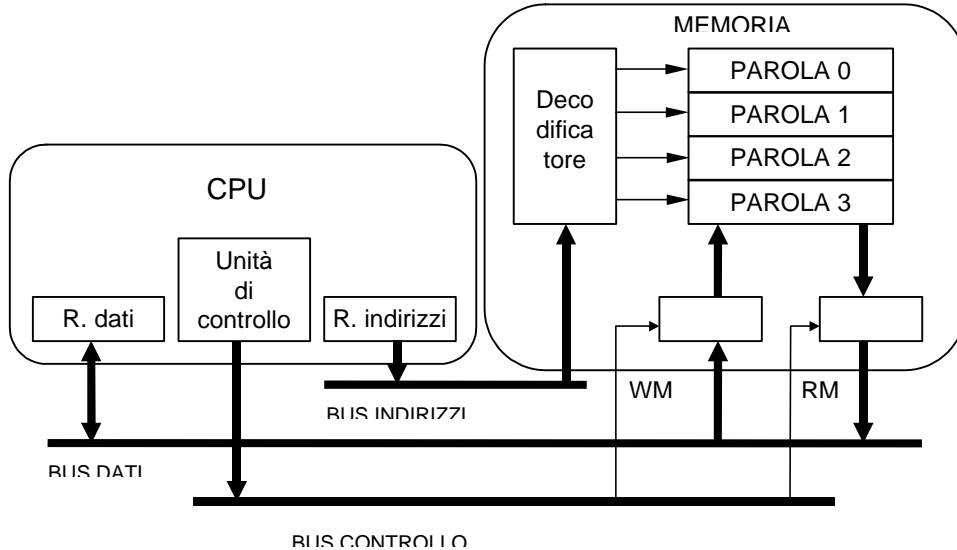 MEMORIA
Deco
difica
tore
PAROLA 0
PAROLA 1
PAROLA 2
PAROLA 3
CPU
Unità
di
controllo
R. dati
R. indirizzi
WM
RM
BUS INDIRIZZI
BUS DATI
BUS CONTROLLO